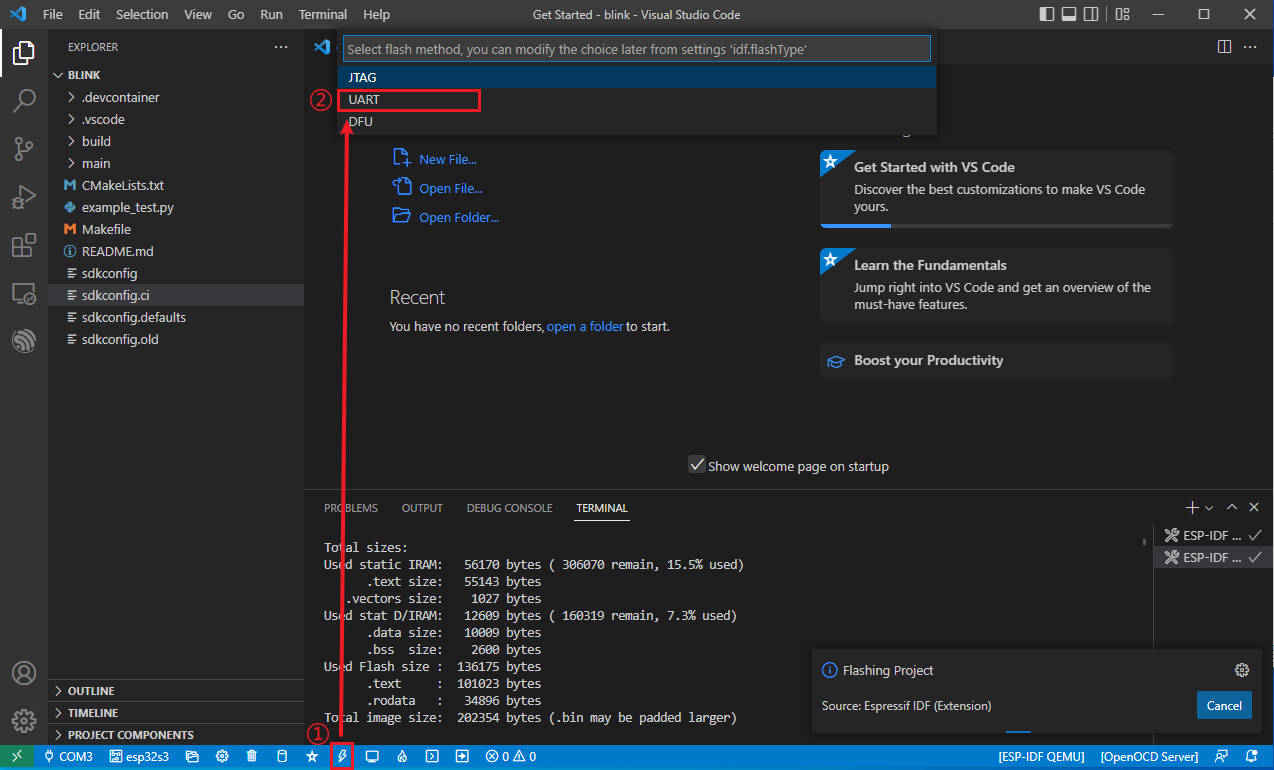 File Edit Selection View Go Run Terminal Help
Get Started - blink - Visual Studio Code
EXPLORER
BLINK
.devcontainer
.vscode
build
main
CMakeLists.txt
example_test.py
Makefile
README.md
sdkconfig
sdkconfig.ci
sdkconfig.defaults
sdkconfig.old
OUTLINE
TIMELINE
PROJECT COMPONENTS
Select flash method, you can modify the choice later from settings 'idf.flashType'
JTAG
② UART
DFU
New File...
Open File...
Open Folder...
Recent
You have no recent folders, open a folder to start.
Get Started with VS Code
Discover the best customizations to make VS Code
yours.
Learn the Fundamentals
Jump right into VS Code and get an overview of the
must-have features.
Boost your Productivity
Show welcome page on startup
PROBLEMS OUTPUT DEBUG CONSOLE TERMINAL
Total sizes:
Used static IRAM: 56170 bytes ( 306070 remain, 15.5% used)
.text size: 55143 bytes
.vectors size: 1027 bytes
Used stat D/IRAM: 12609 bytes ( 160319 remain, 7.3% used)
.data size: 10009 bytes
.bss size: 2600 bytes
Used Flash size : 136175 bytes
.text : 101023 bytes
.rodata : 34896 bytes
Total image size: 202354 bytes (.bin may be padded larger)
ESP-IDF ...
ESP-IDF ...
Flashing Project
Source: Espressif IDF (Extension)
Cancel
①
COM3 esp32s3 0 0 [ESP-IDF QEMU] [OpenOCD Server]